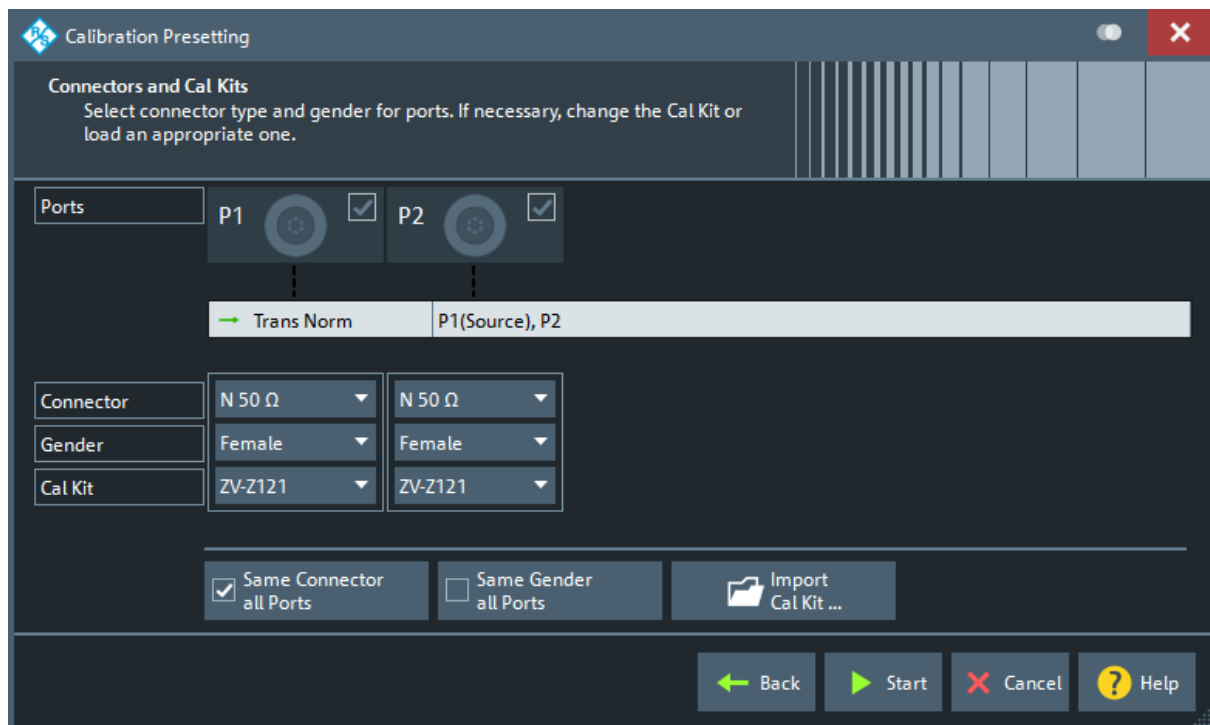 Calibration Presetting
Connectors and Cal Kits
Select connector type and gender for ports. If necessary, change the Cal Kit or
load an appropriate one.
Ports
P1
P2
Trans Norm
P1(Source), P2
Connector
N 50 Ω
N 50 Ω
Gender
Female
Female
Cal Kit
ZV-Z121
ZV-Z121
Same Connector
all Ports
Same Gender
all Ports
Import
Cal Kit ...
Back
Start
Cancel
? Help